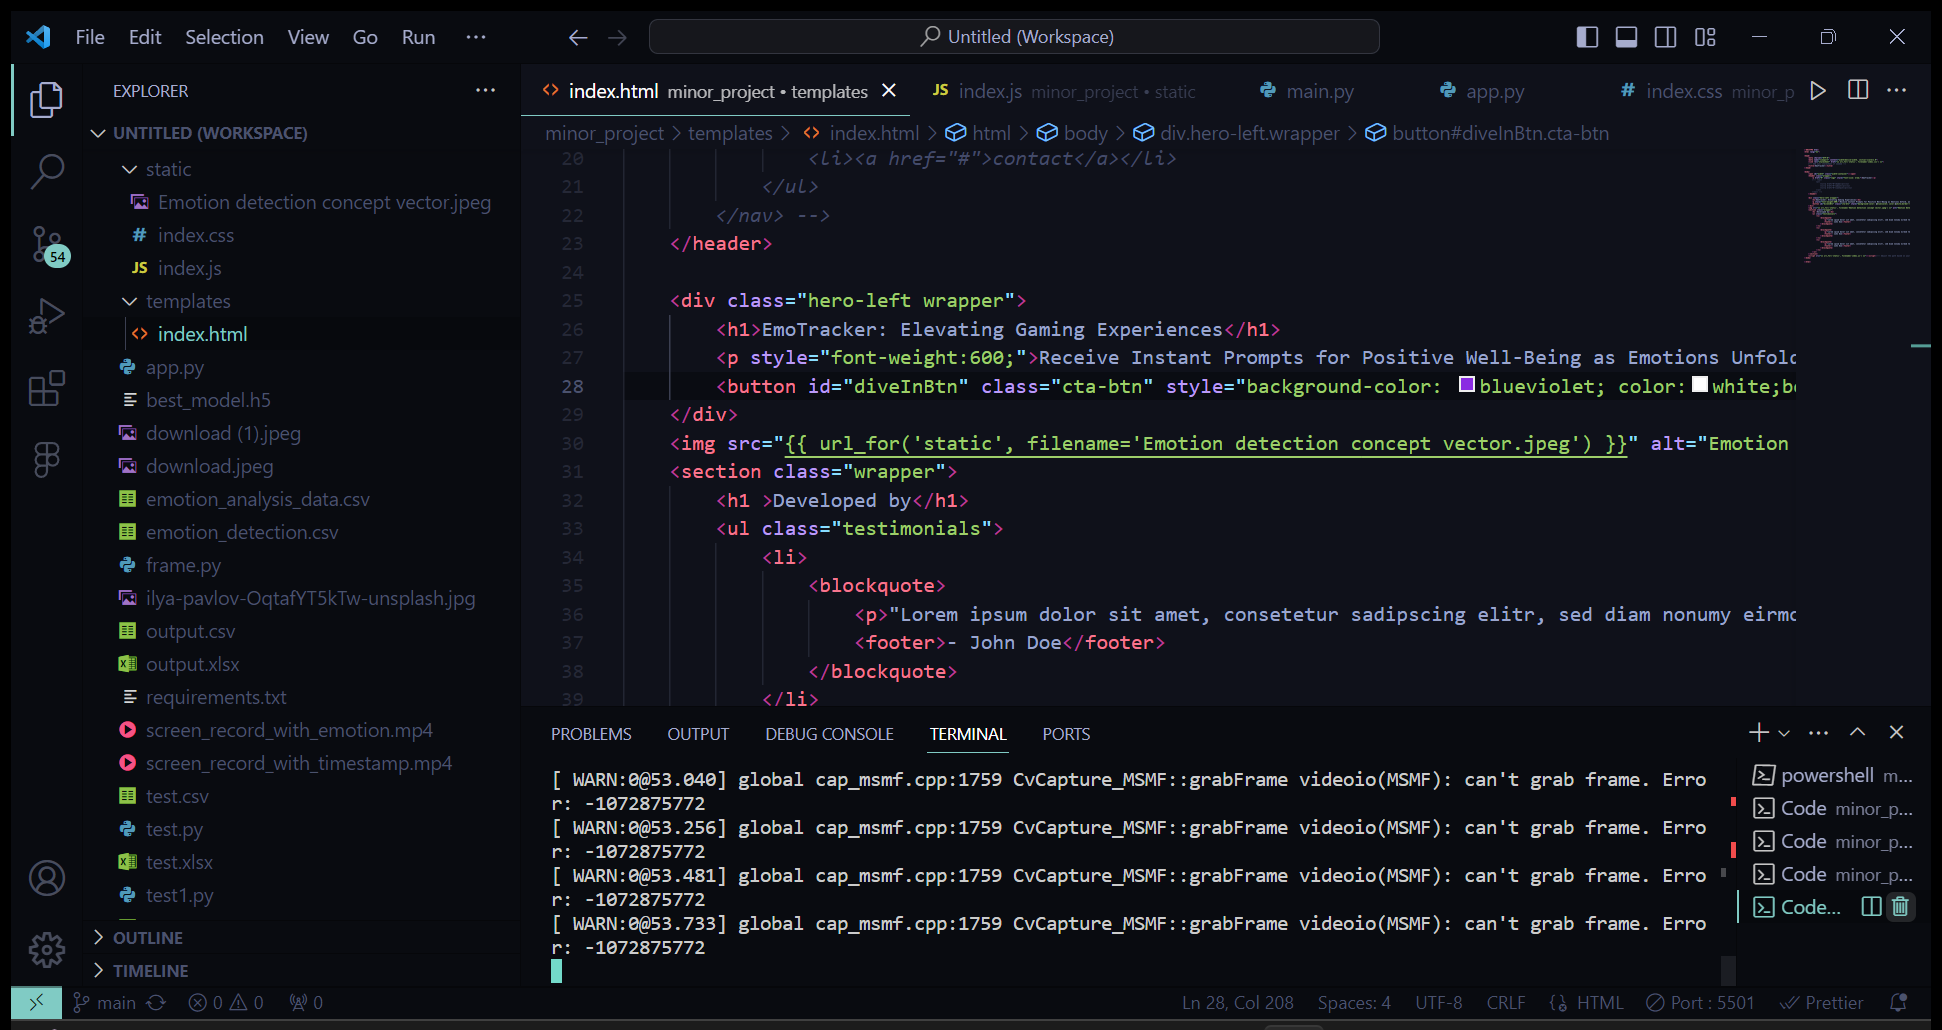 File Edit Selection View Go Run ···
Untitled (Workspace)
EXPLORER ···
UNTITLED (WORKSPACE)
static
Emotion detection concept vector.jpeg
# index.css
JS index.js
templates
<> index.html
app.py
best_model.h5
download (1).jpeg
download.jpeg
emotion_analysis_data.csv
emotion_detection.csv
frame.py
ilya-pavlov-OqtafYT5kTw-unsplash.jpg
output.csv
output.xlsx
requirements.txt
screen_record_with_emotion.mp4
screen_record_with_timestamp.mp4
test.csv
test.py
test.xlsx
test1.py
OUTLINE
TIMELINE
54
<> index.html minor_project • templates
JS index.js minor_project • static
main.py
app.py
# index.css minor_p
minor_project > templates > <> index.html > html > body > div.hero-left.wrapper > button#diveInBtn.cta-btn
20 <li><a href="#">contact</a></li>
21 </ul>
22 </nav> -->
23 </header>
24
25 <div class="hero-left wrapper">
26 <h1>EmoTracker: Elevating Gaming Experiences</h1>
27 <p style="font-weight:600;">Receive Instant Prompts for Positive Well-Being as Emotions Unfol
28 <button id="diveInBtn" class="cta-btn" style="background-color: blueviolet; color:white;b
29 </div>
30 <img src="{{ url_for('static', filename='Emotion detection concept vector.jpeg') }}" alt="Emotion
31 <section class="wrapper">
32 <h1 >Developed by</h1>
33 <ul class="testimonials">
34 <li>
35 <blockquote>
36 <p>"Lorem ipsum dolor sit amet, consetetur sadipscing elitr, sed diam nonumy eirm
37 <footer>- John Doe</footer>
38 </blockquote>
39 </li>
PROBLEMS OUTPUT DEBUG CONSOLE TERMINAL PORTS
[ WARN:0@53.040] global cap_msmf.cpp:1759 CvCapture_MSMF::grabFrame videoio(MSMF): can't grab frame. Erro
r: -1072875772
[ WARN:0@53.256] global cap_msmf.cpp:1759 CvCapture_MSMF::grabFrame videoio(MSMF): can't grab frame. Erro
r: -1072875772
[ WARN:0@53.481] global cap_msmf.cpp:1759 CvCapture_MSMF::grabFrame videoio(MSMF): can't grab frame. Erro
r: -1072875772
[ WARN:0@53.733] global cap_msmf.cpp:1759 CvCapture_MSMF::grabFrame videoio(MSMF): can't grab frame. Erro
r: -1072875772
powershell m...
Code minor_p...
Code minor_p...
Code minor_p...
Code...
main 0 0 0
Ln 28, Col 208 Spaces: 4 UTF-8 CRLF HTML Port : 5501 Prettier